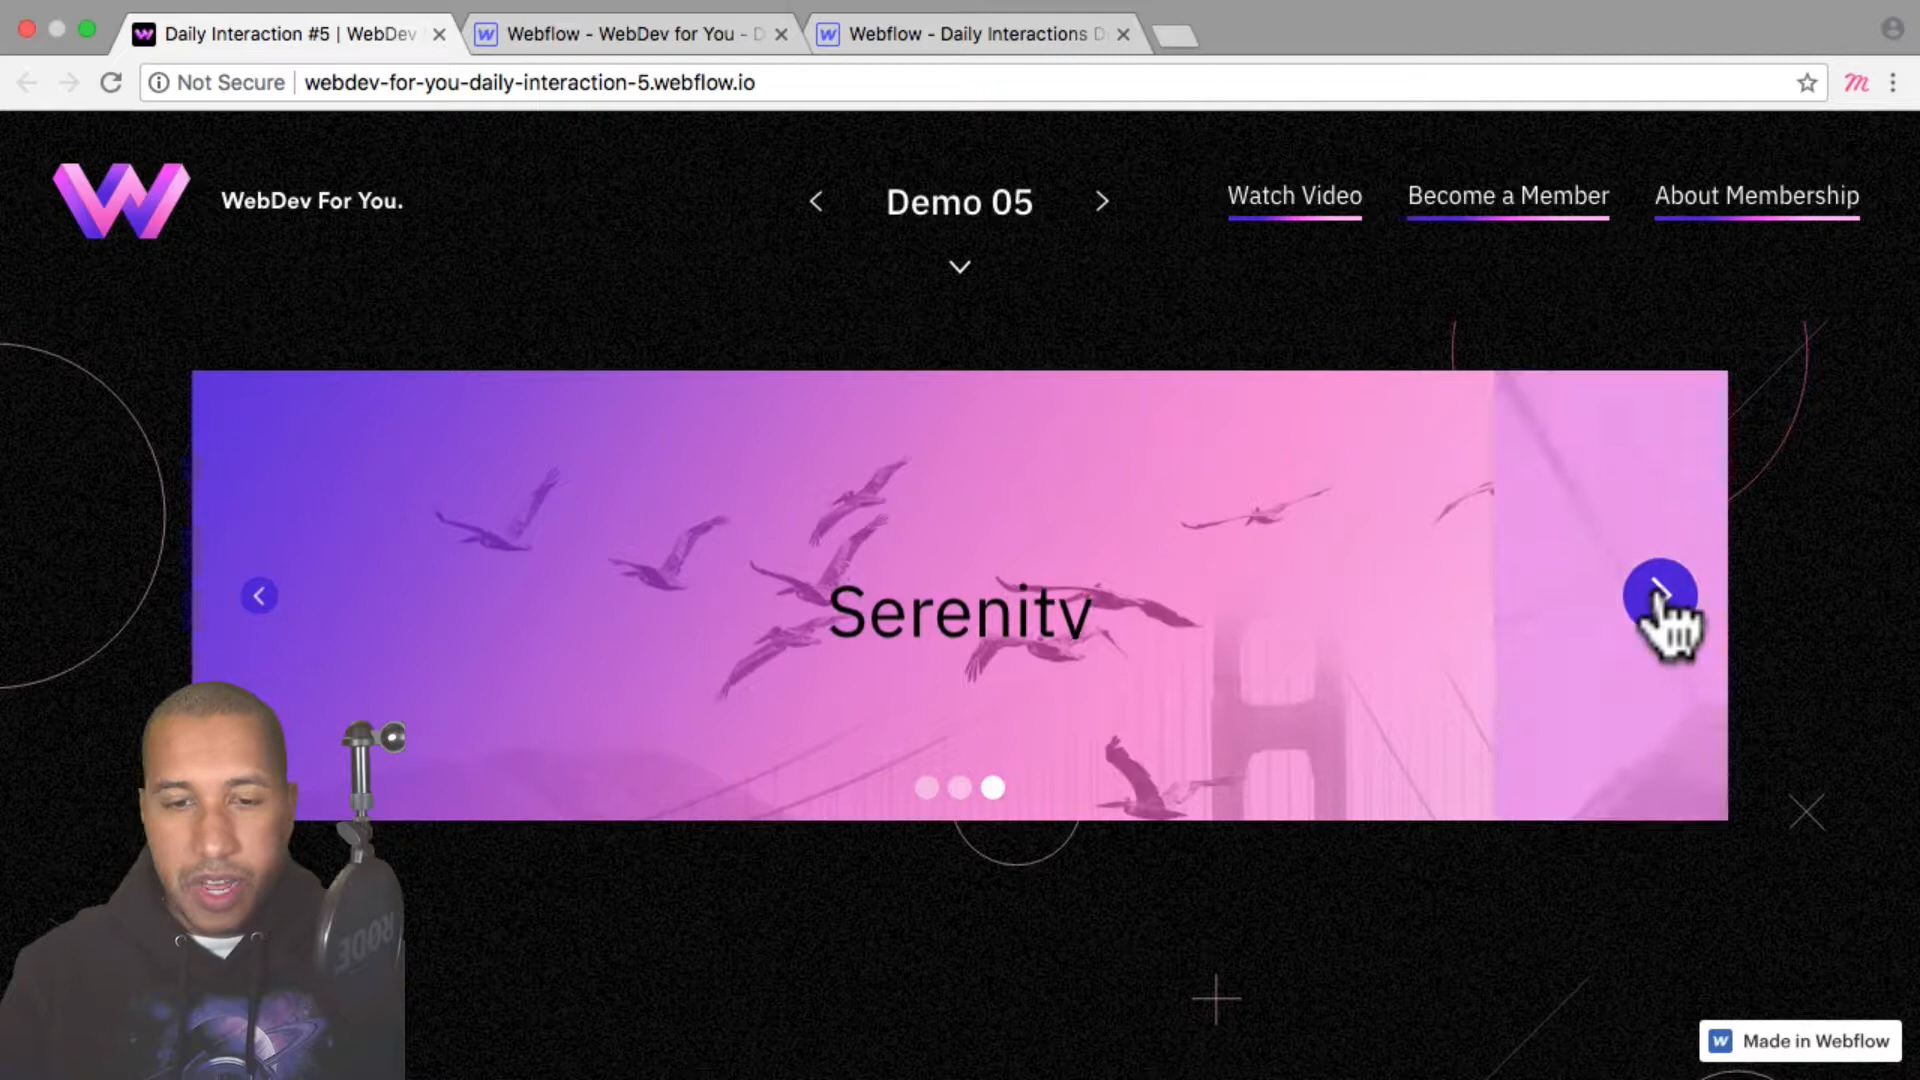 Daily Interaction #5 | WebDev
Webflow - WebDev for You - D
Webflow - Daily Interactions D
Not Secure
webdev-for-you-daily-interaction-5.webflow.io
WebDev For You.
Demo 05
Watch Video
Become a Member
About Membership
Serenity
RODE
Made in Webflow